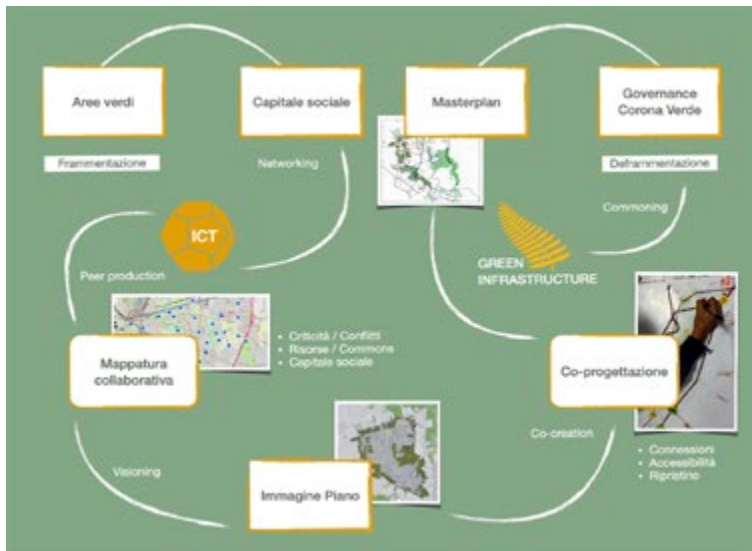 Aree verdi
Capitale sociale
Masterplan
Governance
Corona Verde
Frammentazione
Networking
Deframmentazione
Commoning
ICT
GREEN
INFRASTRUCTURE
Peer production
Mappatura
collaborativa
• Criticità / Conflitti
• Risorse / Commons
• Capitale sociale
Co-progettazione
Co-creation
• Connessioni
• Accessibilità
• Ripristino
Visioning
Immagine Piano